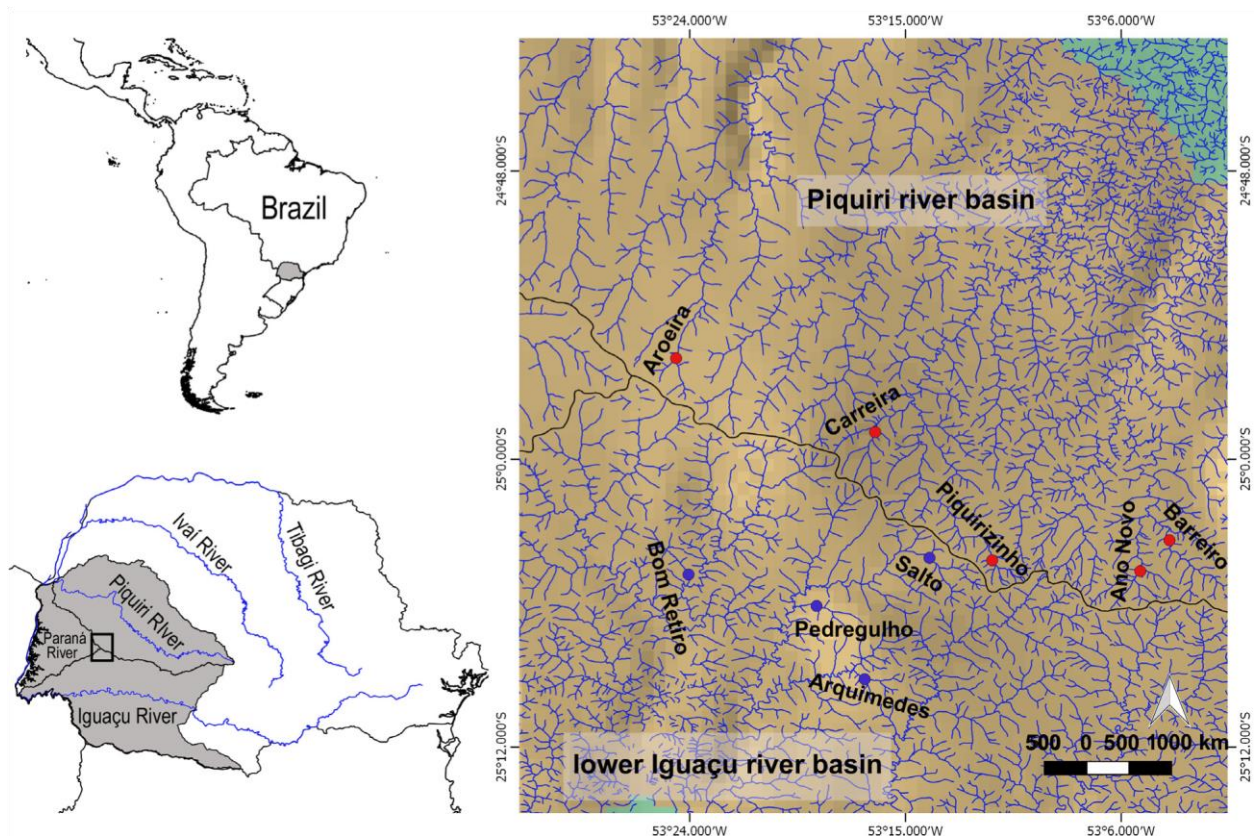 Brazil
Ivaí River
Tibagi River
Piquiri River
Paraná
River
Iguaçu River
53°24.000'W
53°15.000'W
53°6.000'W
24°48.000'S
24°48.000'S
Piquiri river basin
Aroeira
Carreira
25°0.000'S
25°0.000'S
Piquirizinho
Ano Novo
Barreiro
Bom Retiro
Salto
Pedregulho
Arquimedes
500 0 500 1000 km
lower Iguaçu river basin
25°12.000'S
25°12.000'S
53°24.000'W
53°15.000'W
53°6.000'W